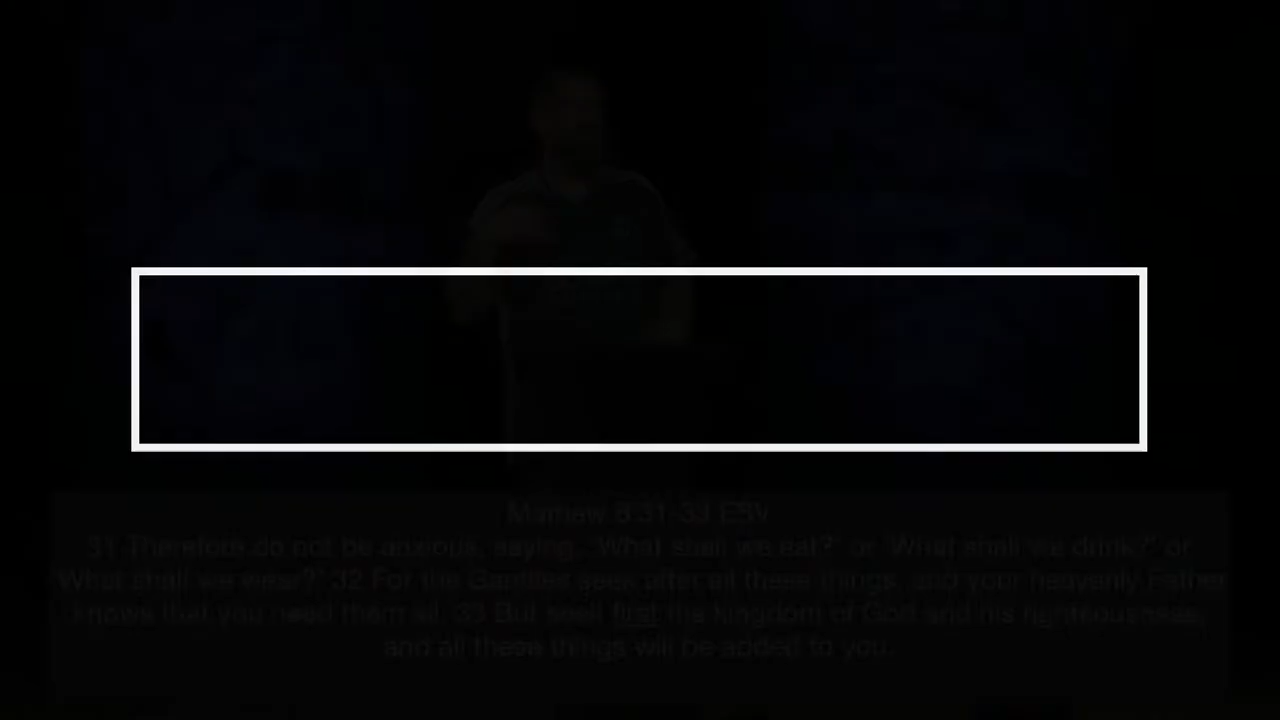 Mathew 6:31-33 ESV
31 Therefore do not be anxious, saying, 'What shall we eat?' or 'What shall we drink?' or
'What shall we wear?' 32 For the Gentiles seek after all these things, and your heavenly Father
knows that you need them all. 33 But seek first the kingdom of God and his righteousness,
and all these things will be added to you.